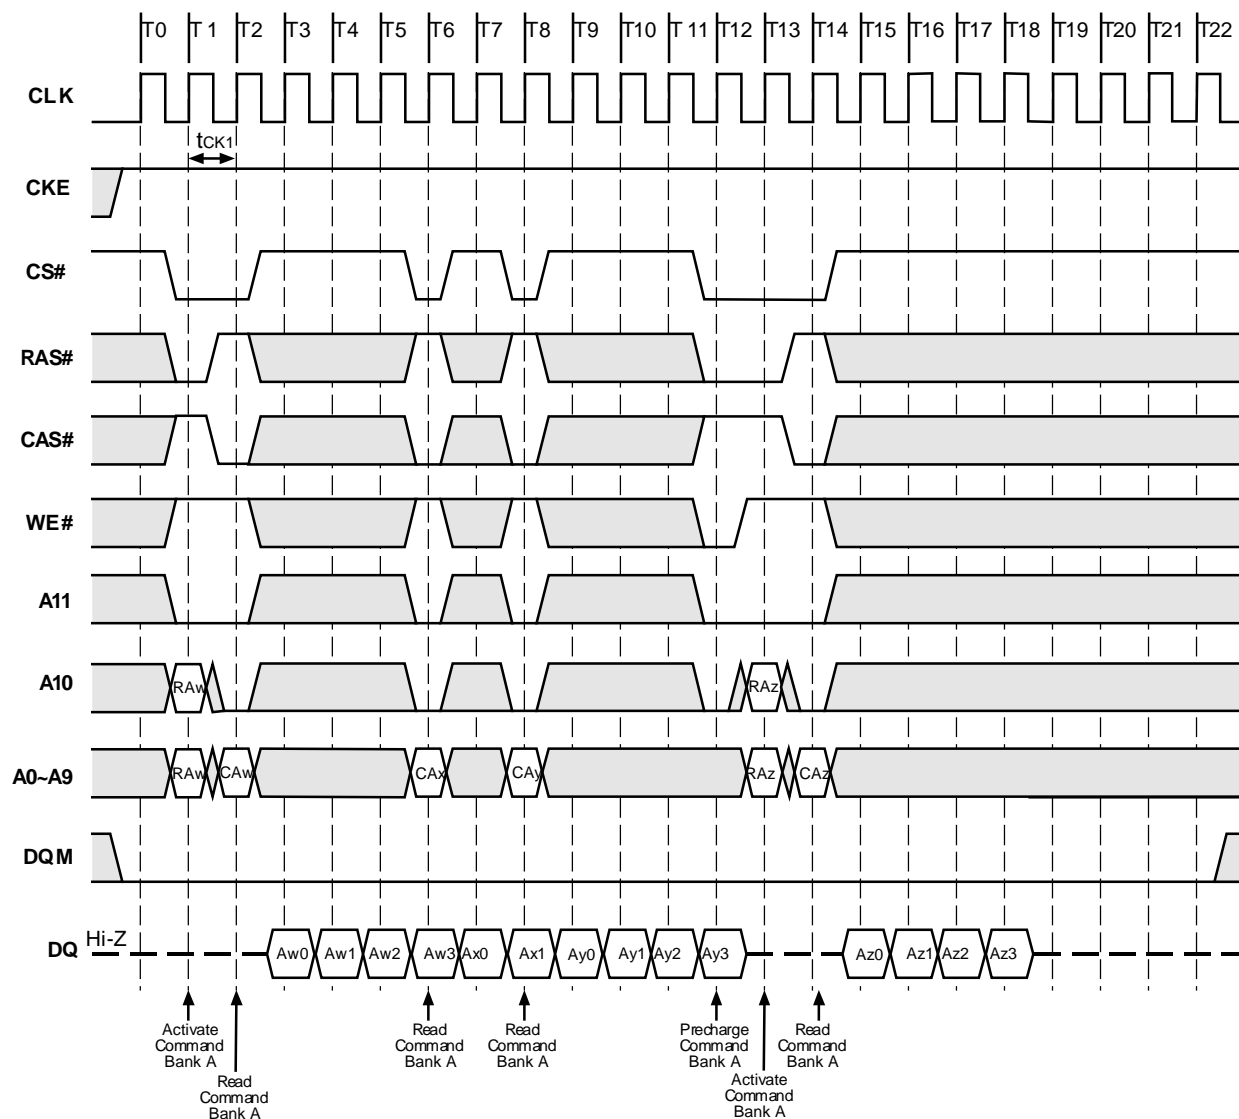 T0 T 1 T2 T3 T4 T5 T6 T7 T8 T9 T10 T 11 T12 T13 T14 T15 T16 T17 T18 T19 T20 T21 T22
CLK
tCK1
CKE
CS#
RAS#
CAS#
WE#
A11
A10 RAw RAz
A0~A9 RAw CAw CAx CAy RAz CAz
DQM
DQ Hi-Z Aw0 Aw1 Aw2 Aw3 Ax0 Ax1 Ay0 Ay1 Ay2 Ay3 Az0 Az1 Az2 Az3
Activate
Command
Bank A
Read
Command
Bank A
Read
Command
Bank A
Read
Command
Bank A
Precharge
Command
Bank A
Activate
Command
Bank A
Read
Command
Bank A